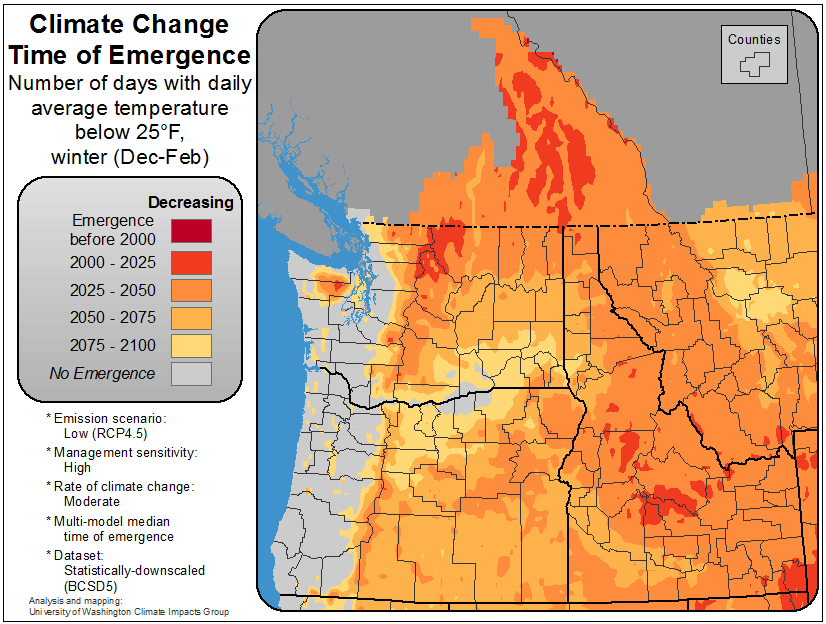 Climate Change
Time of Emergence
Number of days with daily
average temperature
below 25°F,
winter (Dec-Feb)
Decreasing
Emergence
before 2000
2000 - 2025
2025 - 2050
2050 - 2075
2075 - 2100
No Emergence
* Emission scenario:
Low (RCP4.5)
* Management sensitivity:
High
* Rate of climate change:
Moderate
* Multi-model median
time of emergence
* Dataset:
Statistically-downscaled
(BCSD5)
Analysis and mapping:
University of Washington Climate Impacts Group
Counties